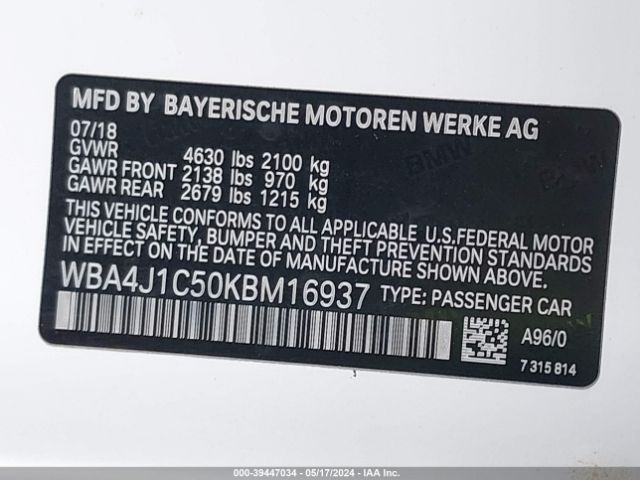 MFD BY BAYERISCHE MOTOREN WERKE AG
07/18
GVWR 4630 lbs 2100 kg
GAWR FRONT 2138 lbs 970 kg
GAWR REAR 2679 lbs 1215 kg
THIS VEHICLE CONFORMS TO ALL APPLICABLE U.S.FEDERAL MOTOR
VEHICLE SAFETY, BUMPER AND THEFT PREVENTION STANDARDS
IN EFFECT ON THE DATE OF MANUFACTURE SHOWN ABOVE.
WBA4J1C50KBM16937 TYPE: PASSENGER CAR
A96/0
7 315 814
000-39447034 - 05/17/2024 - IAA Inc.